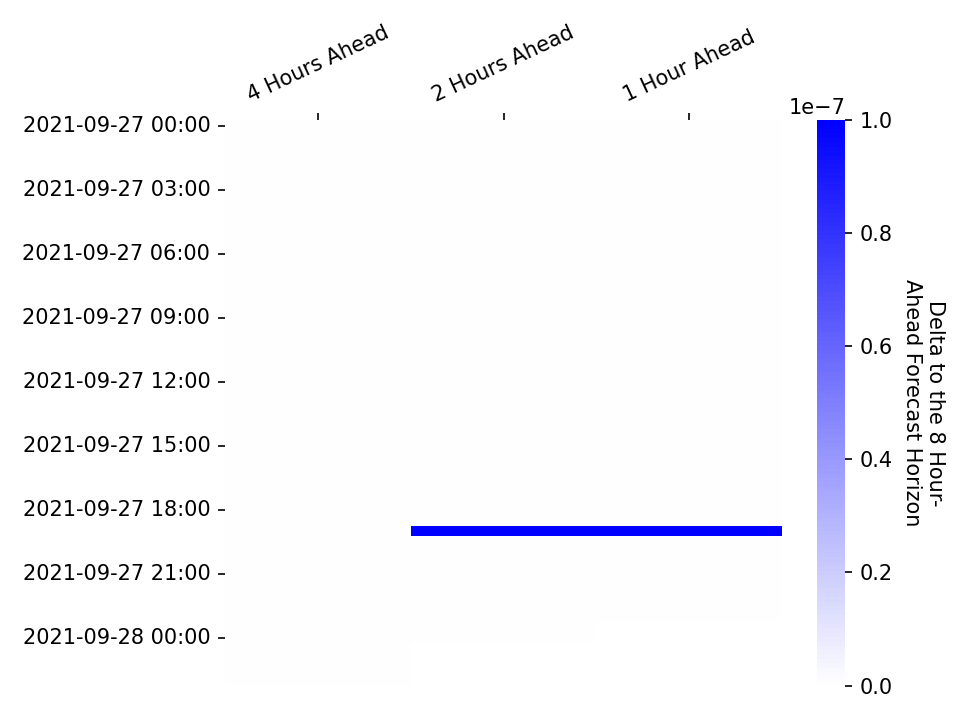 4 Hours Ahead
2 Hours Ahead
1 Hour Ahead
1e−7
2021-09-27 00:00
2021-09-27 03:00
2021-09-27 06:00
2021-09-27 09:00
2021-09-27 12:00
2021-09-27 15:00
2021-09-27 18:00
2021-09-27 21:00
2021-09-28 00:00
1.0
0.8
0.6
0.4
0.2
0.0
Delta to the 8 Hour-
Ahead Forecast Horizon